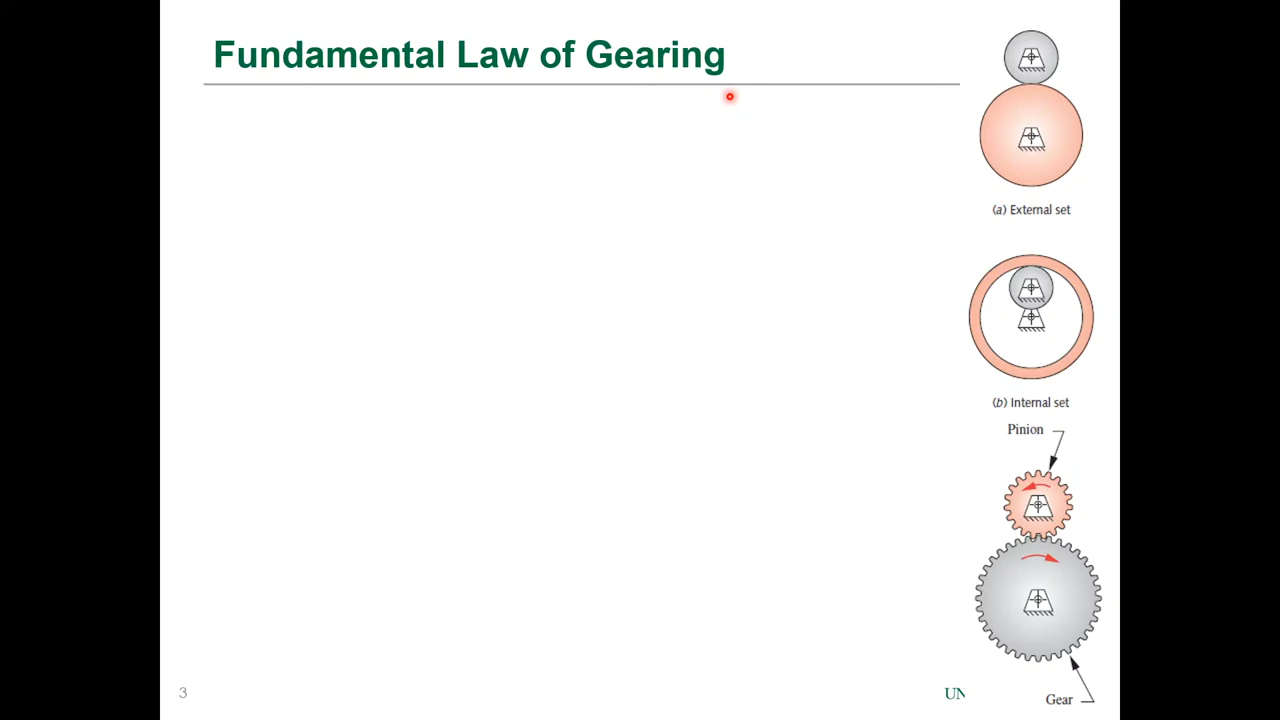 Fundamental Law of Gearing
(a) External set
(b) Internal set
Pinion
Gear
3
UN